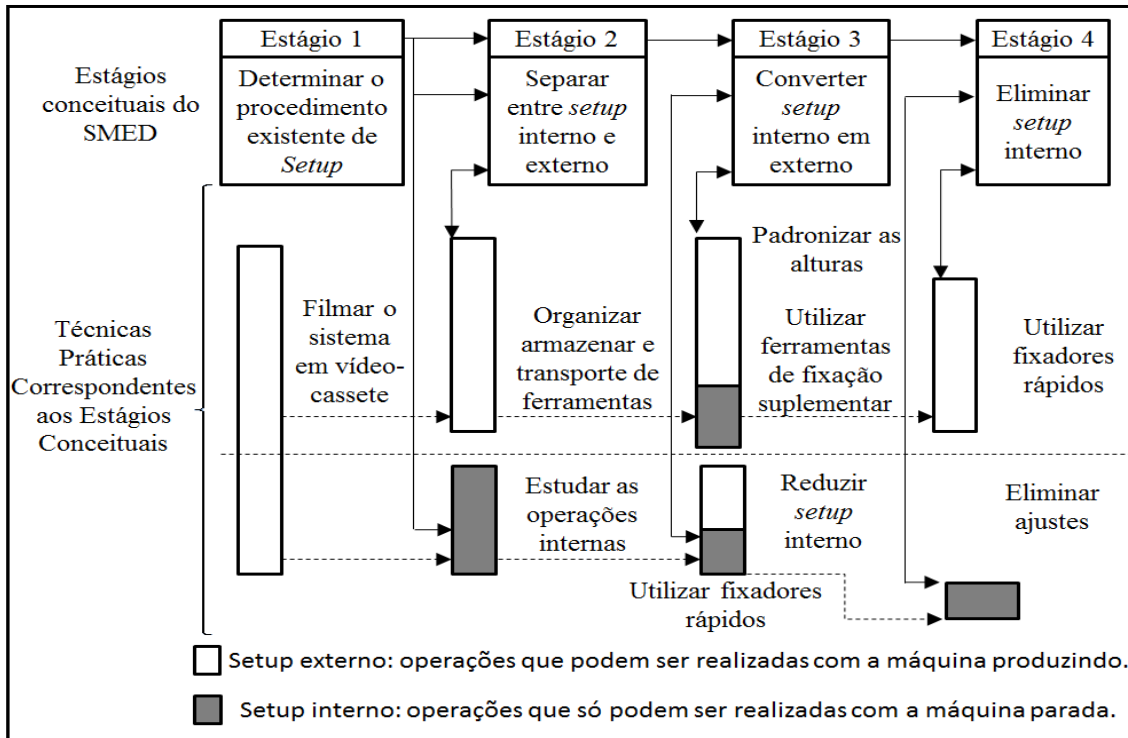 Estágios
conceituais do
SMED
Estágio 1
Determinar o
procedimento
existente de
Setup
Estágio 2
Separar
entre setup
interno e
externo
Estágio 3
Converter
setup
interno em
externo
Estágio 4
Eliminar
setup
interno
Técnicas
Práticas
Correspondentes
aos Estágios
Conceituais
Filmar o
sistema
em vídeo-
cassete
Organizar
armazenar e
transporte de
ferramentas
Padronizar as
alturas
Utilizar
ferramentas
de fixação
suplementar
Utilizar
fixadores
rápidos
Estudar as
operações
internas
Reduzir
setup
interno
Utilizar fixadores
rápidos
Eliminar
ajustes
Setup externo: operações que podem ser realizadas com a máquina produzindo.
Setup interno: operações que só podem ser realizadas com a máquina parada.